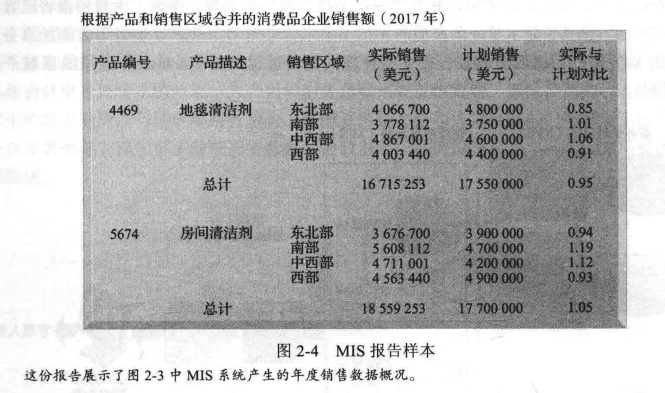 根据产品和销售区域合并的消费品企业销售额（2017 年）
产品编号 产品描述 销售区域 实际销售（美元） 计划销售（美元） 实际与计划对比
4469 地毯清洁剂 东北部 4 066 700 4 800 000 0.85
南部 3 778 112 3 750 000 1.01
中西部 4 867 001 4 600 000 1.06
西部 4 003 440 4 400 000 0.91
总计 16 715 253 17 550 000 0.95
5674 房间清洁剂 东北部 3 676 700 3 900 000 0.94
南部 5 608 112 4 700 000 1.19
中西部 4 711 001 4 200 000 1.12
西部 4 563 440 4 900 000 0.93
总计 18 559 253 17 700 000 1.05
图 2-4 MIS 报告样本
这份报告展示了图 2-3 中 MIS 系统产生的年度销售数据概况。